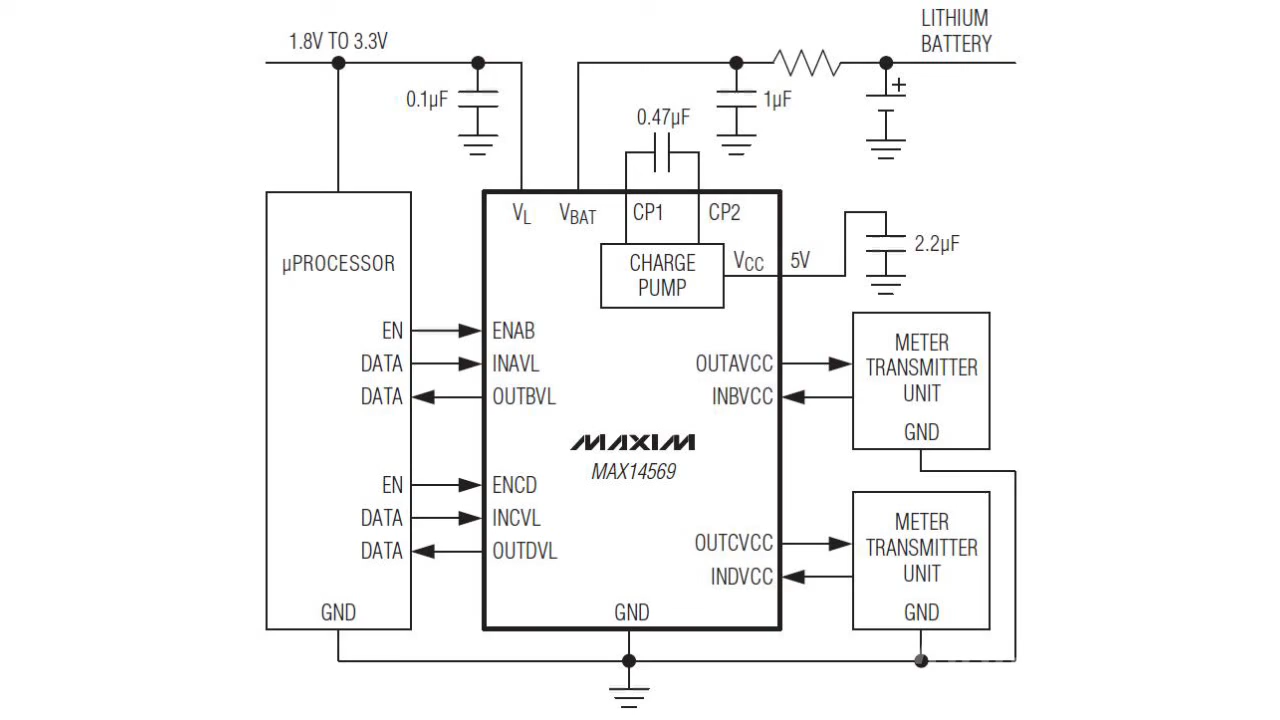 LITHIUM
BATTERY
1.8V TO 3.3V
0.1µF
1µF
0.47µF
+
VL
VBAT
CP1
CP2
2.2µF
µPROCESSOR
CHARGE
PUMP
VCC
5V
EN
ENAB
DATA
INAVL
DATA
OUTBVL
OUTAVCC
INBVCC
METER
TRANSMITTER
UNIT
GND
MAXIM
MAX14569
EN
ENCD
DATA
INCVL
DATA
OUTDVL
OUTCVCC
INDVCC
METER
TRANSMITTER
UNIT
GND
GND
GND